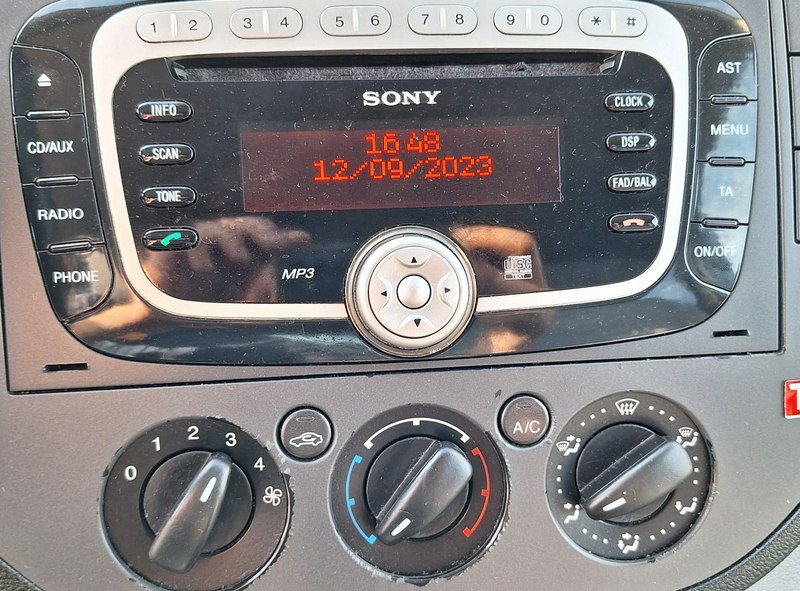 1 2 3 4 5 6 7 8 9 0 * #
SONY
AST
INFO
CLOCK
CD/AUX
SCAN
16 48
DSP
MENU
12/09/2023
TONE
FAD/BAL
RADIO
TA
PHONE
MP3
DISC
TEXT
ON/OFF
0 1 2 3 4
A/C